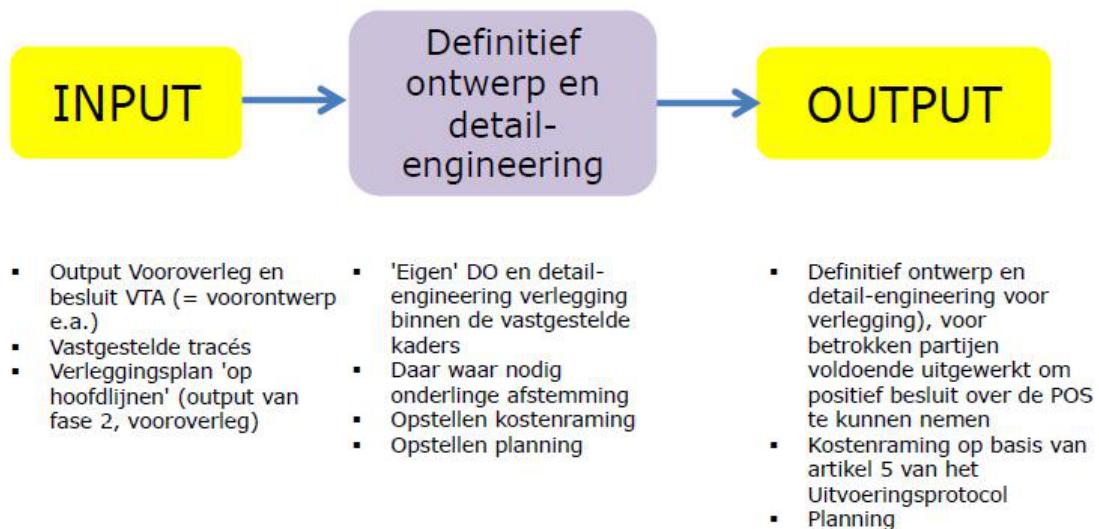 INPUT
Definitief
ontwerp en
detail-
engineering
OUTPUT
▪ Output Vooroverleg en
besluit VTA (= voorontwerp
e.a.)
▪ Vastgestelde tracés
▪ Verleggingsplan 'op
hoofdlijnen' (output van
fase 2, vooroverleg)
▪ 'Eigen' DO en detail-
engineering verlegging
binnen de vastgestelde
kaders
▪ Daar waar nodig
onderlinge afstemming
▪ Opstellen kostenraming
▪ Opstellen planning
▪ Definitief ontwerp en
detail-engineering voor
verlegging), voor
betrokken partijen
voldoende uitgewerkt om
positief besluit over de POS
te kunnen nemen
▪ Kostenraming op basis van
artikel 5 van het
Uitvoeringsprotocol
▪ Planning